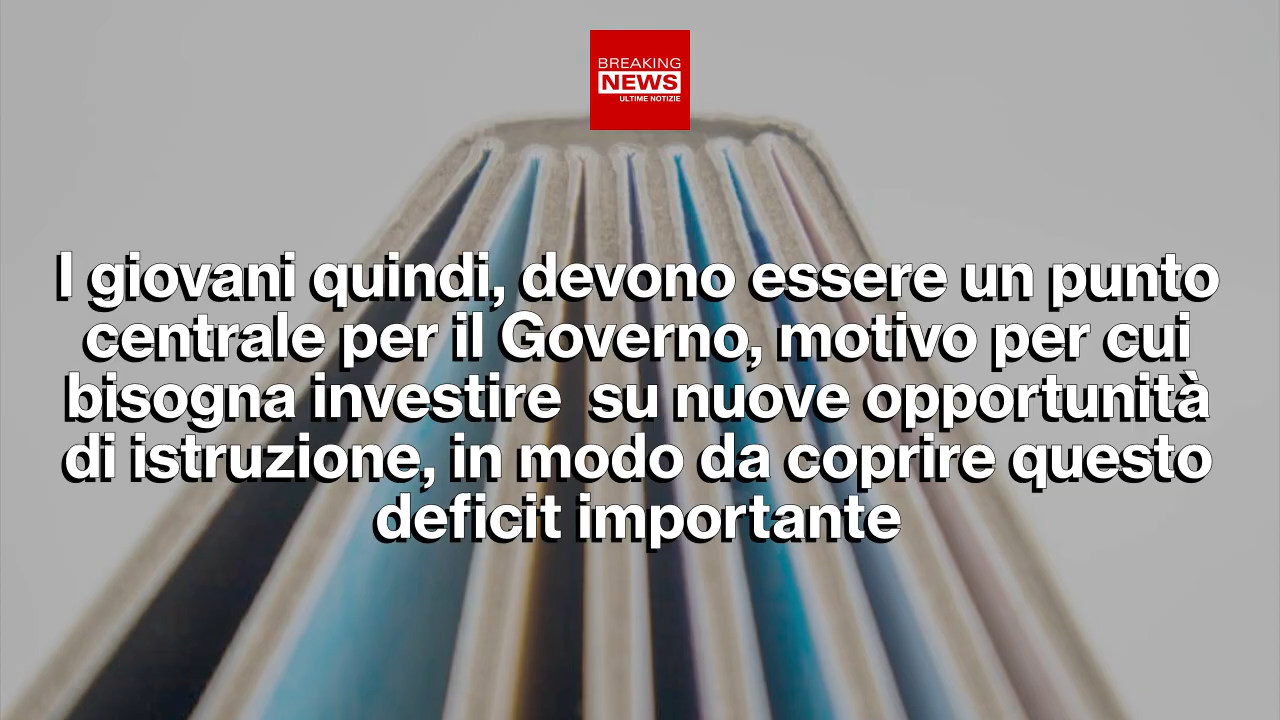 BREAKING
NEWS
ULTIME NOTIZIE
I giovani quindi, devono essere un punto
centrale per il Governo, motivo per cui
bisogna investire  su nuove opportunità
di istruzione, in modo da coprire questo
deficit importante